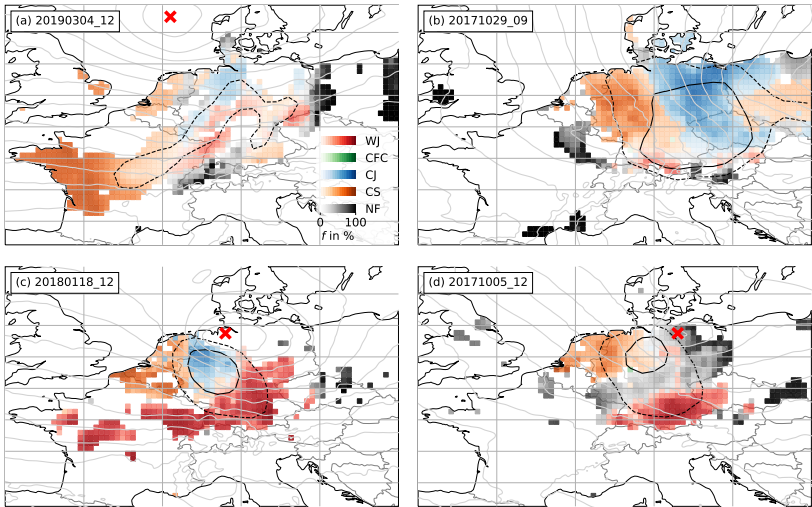 (a) 20190304_12
(b) 20171029_09
WJ
CFC
CJ
CS
NF
0 100
f in %
(c) 20180118_12
(d) 20171005_12